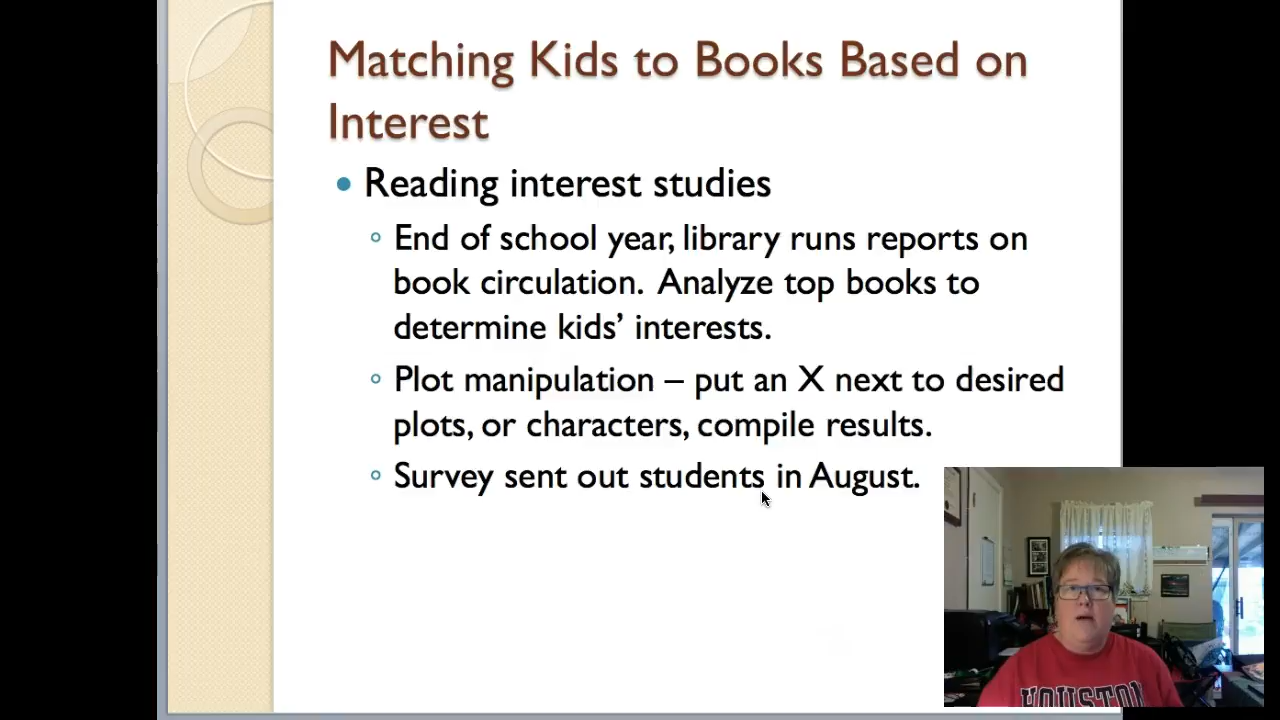 Matching Kids to Books Based on
Interest
Reading interest studies
End of school year, library runs reports on
book circulation.  Analyze top books to
determine kids’ interests.
Plot manipulation – put an X next to desired
plots, or characters, compile results.
Survey sent out students in August.
HOUSTON